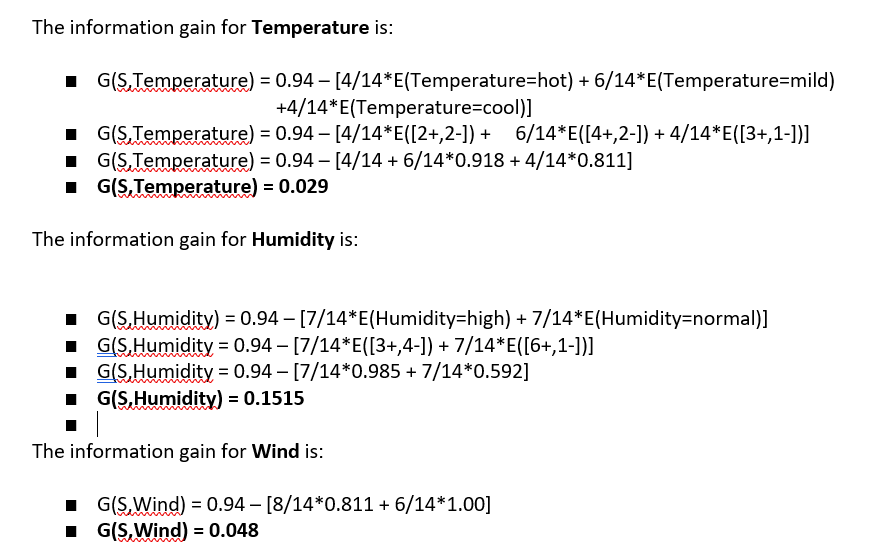 The information gain for Temperature is:
■ G(S,Temperature) = 0.94 – [4/14*E(Temperature=hot) + 6/14*E(Temperature=mild)
+4/14*E(Temperature=cool)]
■ G(S,Temperature) = 0.94 – [4/14*E([2+,2-]) + 6/14*E([4+,2-]) + 4/14*E([3+,1-])]
■ G(S,Temperature) = 0.94 – [4/14 + 6/14*0.918 + 4/14*0.811]
■ G(S,Temperature) = 0.029
The information gain for Humidity is:
■ G(S,Humidity) = 0.94 – [7/14*E(Humidity=high) + 7/14*E(Humidity=normal)]
■ G(S,Humidity = 0.94 – [7/14*E([3+,4-]) + 7/14*E([6+,1-])]
■ G(S,Humidity = 0.94 – [7/14*0.985 + 7/14*0.592]
■ G(S,Humidity) = 0.1515
■
The information gain for Wind is:
■ G(S,Wind) = 0.94 – [8/14*0.811 + 6/14*1.00]
■ G(S,Wind) = 0.048